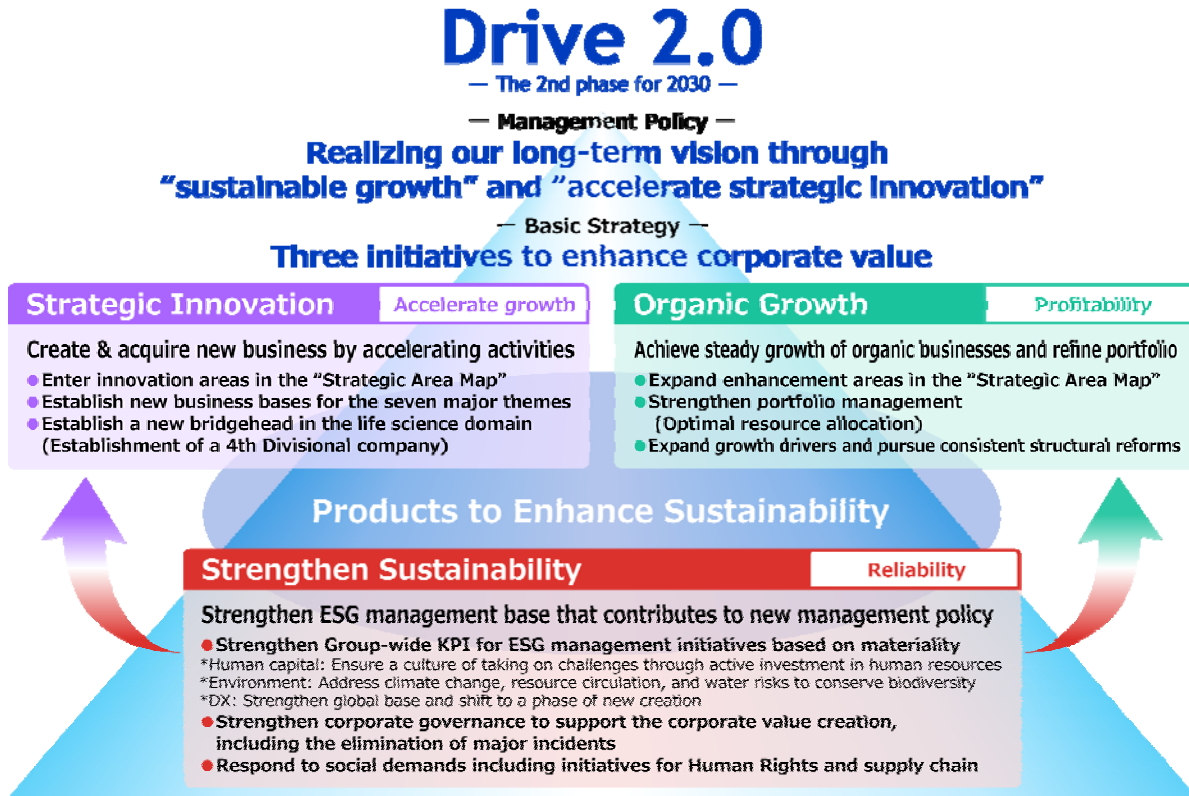 Drive 2.0
— The 2nd phase for 2030 —
— Management Policy —
Realizing our long-term vision through
“sustainable growth” and “accelerate strategic innovation”
— Basic Strategy —
Three initiatives to enhance corporate value
Strategic Innovation
Accelerate growth
Create & acquire new business by accelerating activities
●Enter innovation areas in the “Strategic Area Map”
●Establish new business bases for the seven major themes
●Establish a new bridgehead in the life science domain
(Establishment of a 4th Divisional company)
Organic Growth
Profitability
Achieve steady growth of organic businesses and refine portfolio
●Expand enhancement areas in the “Strategic Area Map”
●Strengthen portfolio management
(Optimal resource allocation)
●Expand growth drivers and pursue consistent structural reforms
Products to Enhance Sustainability
Strengthen Sustainability
Reliability
Strengthen ESG management base that contributes to new management policy
●Strengthen Group-wide KPI for ESG management initiatives based on materiality
*Human capital: Ensure a culture of taking on challenges through active investment in human resources
*Environment: Address climate change, resource circulation, and water risks to conserve biodiversity
*DX: Strengthen global base and shift to a phase of new creation
●Strengthen corporate governance to support the corporate value creation,
including the elimination of major incidents
●Respond to social demands including initiatives for Human Rights and supply chain